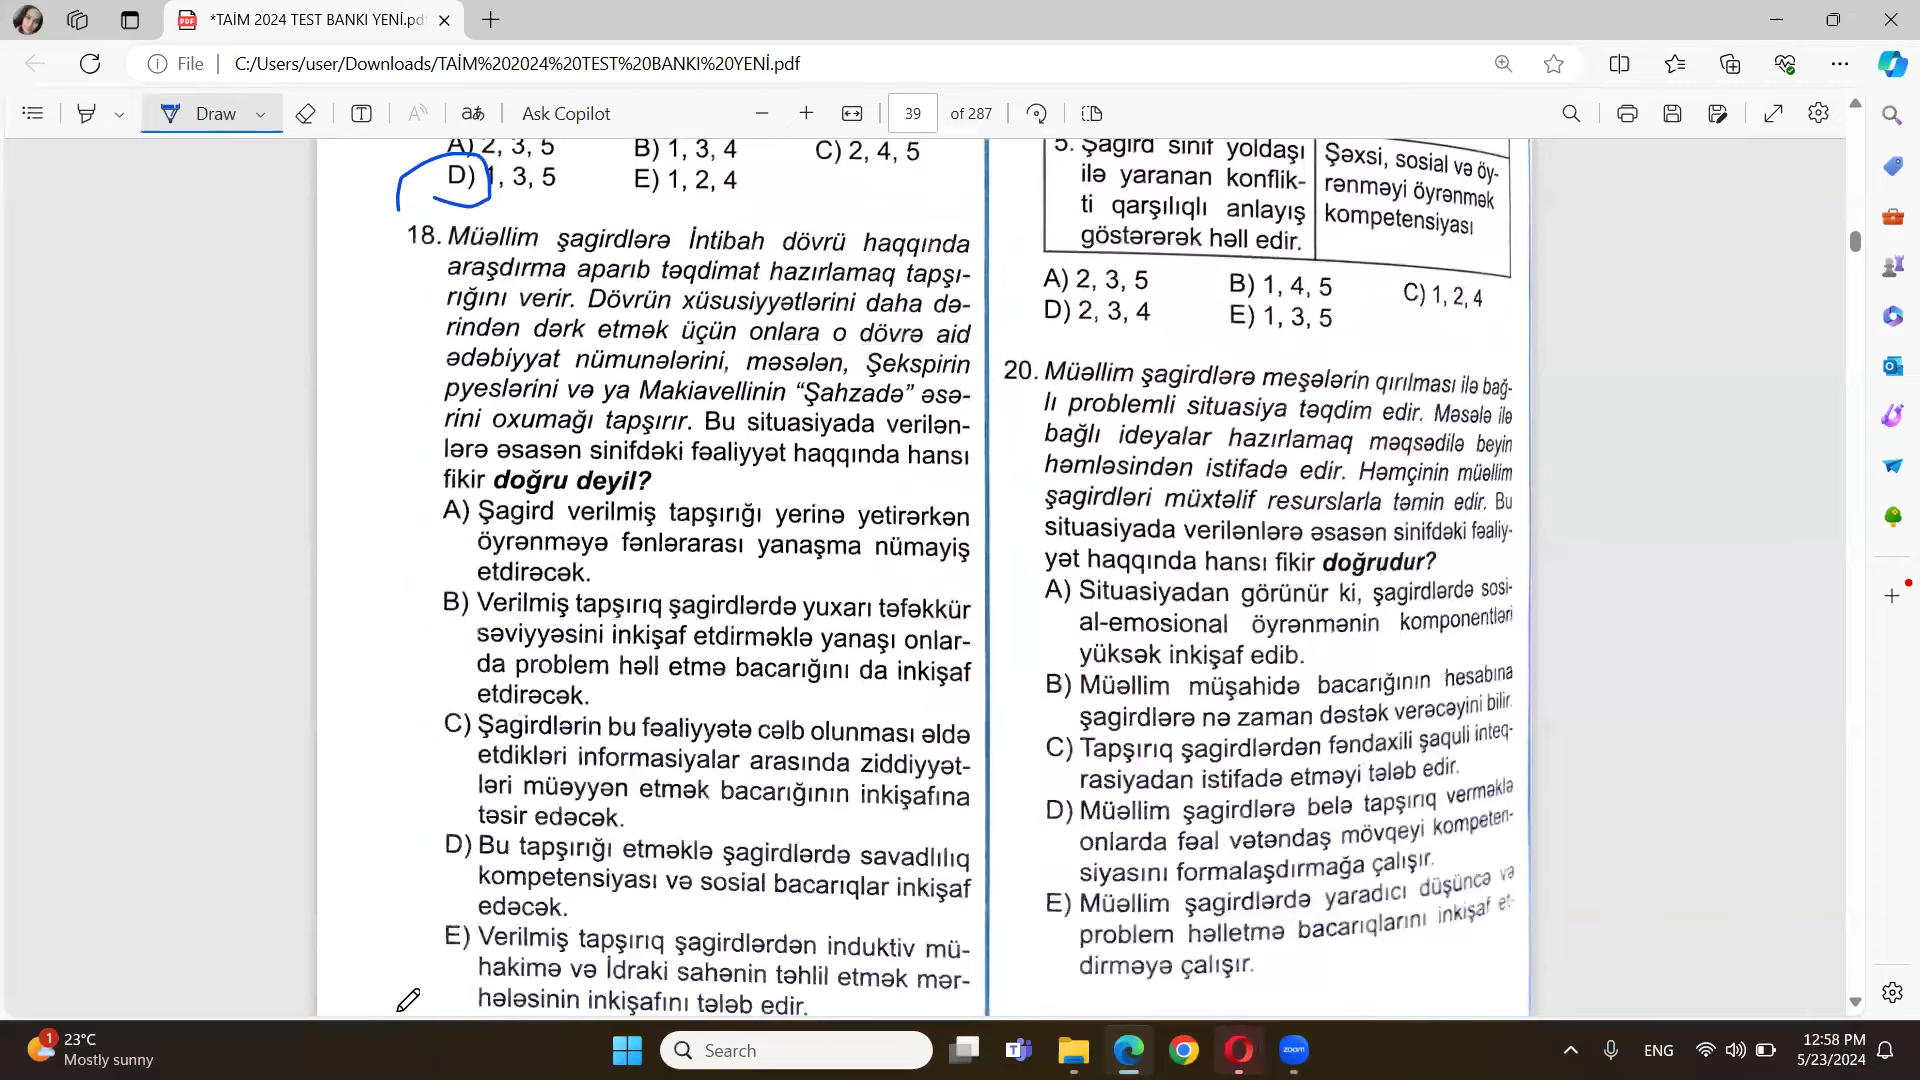 *TAİM 2024 TEST BANKI YENİ.pdf
File
C:/Users/user/Downloads/TAİM%202024%20TEST%20BANKI%20YENİ.pdf
Draw
Ask Copilot
39 of 287
A) 2, 3, 5 B) 1, 3, 4 C) 2, 4, 5
D) 1, 3, 5 E) 1, 2, 4
18. Müəllim şagirdlərə İntibah dövrü haqqında
araşdırma aparıb təqdimat hazırlamaq tapşı-
rığını verir. Dövrün xüsusiyyətlərini daha də-
rindən dərk etmək üçün onlara o dövrə aid
ədəbiyyat nümunələrini, məsələn, Şekspirin
pyeslərini və ya Makiavellinin “Şahzadə” əsə-
rini oxumağı tapşırır. Bu situasiyada verilən-
lərə əsasən sinifdəki fəaliyyət haqqında hansı
fikir doğru deyil?
A) Şagird verilmiş tapşırığı yerinə yetirərkən
öyrənməyə fənlərarası yanaşma nümayiş
etdirəcək.
B) Verilmiş tapşırıq şagirdlərdə yuxarı təfəkkür
səviyyəsini inkişaf etdirməklə yanaşı onlar-
da problem həll etmə bacarığını da inkişaf
etdirəcək.
C) Şagirdlərin bu fəaliyyətə cəlb olunması əldə
etdikləri informasiyalar arasında ziddiyyət-
ləri müəyyən etmək bacarığının inkişafına
təsir edəcək.
D) Bu tapşırığı etməklə şagirdlərdə savadlılıq
kompetensiyası və sosial bacarıqlar inkişaf
edəcək.
E) Verilmiş tapşırıq şagirdlərdən induktiv mü-
hakimə və İdraki sahənin təhlil etmək mər-
hələsinin inkişafını tələb edir.
5. Şagird sinif yoldaşı
ilə yaranan konflik-
ti qarşılıqlı anlayış
göstərərək həll edir.
Şəxsi, sosial və öy-
rənməyi öyrənmək
kompetensiyası
A) 2, 3, 5 B) 1, 4, 5 C) 1, 2, 4
D) 2, 3, 4 E) 1, 3, 5
20. Müəllim şagirdlərə meşələrin qırılması ilə bağ-
lı problemli situasiya təqdim edir. Məsələ ilə
bağlı ideyalar hazırlamaq məqsədilə beyin
həmləsindən istifadə edir. Həmçinin müəllim
şagirdləri müxtəlif resurslarla təmin edir. Bu
situasiyada verilənlərə əsasən sinifdəki fəaliy-
yət haqqında hansı fikir doğrudur?
A) Situasiyadan görünür ki, şagirdlərdə sosi-
al-emosional öyrənmənin komponentləri
yüksək inkişaf edib.
B) Müəllim müşahidə bacarığının hesabına
şagirdlərə nə zaman dəstək verəcəyini bilir.
C) Tapşırıq şagirdlərdən fəndaxili şaquli inteq-
rasiyadan istifadə etməyi tələb edir.
D) Müəllim şagirdlərə belə tapşırıq verməklə
onlarda fəal vətəndaş mövqeyi kompeten-
siyasını formalaşdırmağa çalışır.
E) Müəllim şagirdlərdə yaradıcı düşüncə və
problem həlletmə bacarıqlarını inkişaf et-
dirməyə çalışır.
1
23°C
Mostly sunny
Search
zoom
ENG
12:58 PM
5/23/2024